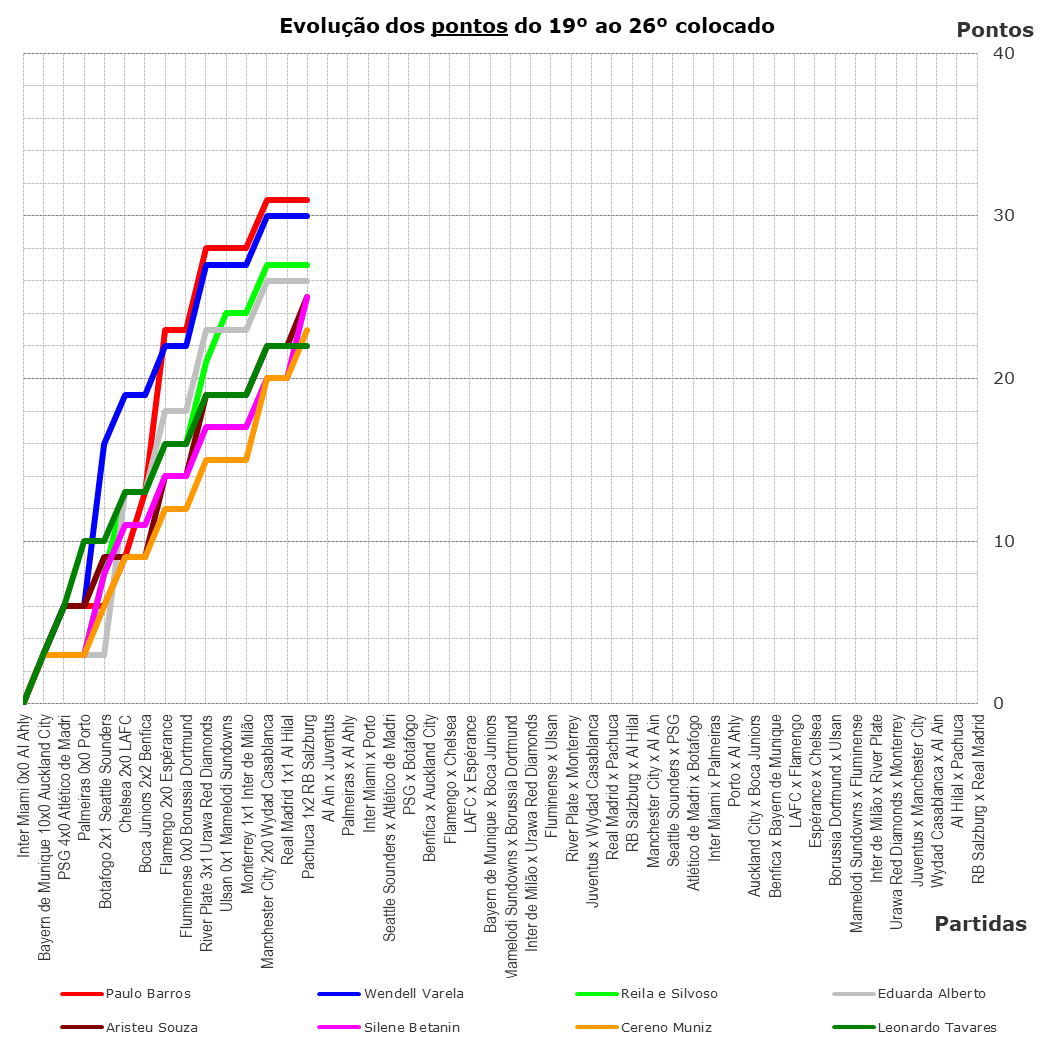 Evolução dos pontos do 19º ao 26º colocado
Pontos
40
30
20
10
0
Inter Miami 0x0 Al Ahly
Bayern de Munique 10x0 Auckland City
PSG 4x0 Atlético de Madri
Palmeiras 0x0 Porto
Botafogo 2x1 Seattle Sounders
Chelsea 2x0 LAFC
Boca Juniors 2x2 Benfica
Flamengo 2x0 Espérance
Fluminense 0x0 Borussia Dortmund
River Plate 3x1 Urawa Red Diamonds
Ulsan 0x1 Mamelodi Sundowns
Monterrey 1x1 Inter de Milão
Manchester City 2x0 Wydad Casablanca
Real Madrid 1x1 Al Hilal
Pachuca 1x2 RB Salzburg
Al Ain x Juventus
Palmeiras x Al Ahly
Inter Miami x Porto
Seattle Sounders x Atlético de Madri
PSG x Botafogo
Benfica x Auckland City
Flamengo x Chelsea
LAFC x Espérance
Bayern de Munique x Boca Juniors
Mamelodi Sundowns x Borussia Dortmund
Inter de Milão x Urawa Red Diamonds
Fluminense x Ulsan
River Plate x Monterrey
Juventus x Wydad Casablanca
Real Madrid x Pachuca
RB Salzburg x Al Hilal
Manchester City x Al Ain
Seattle Sounders x PSG
Atlético de Madri x Botafogo
Inter Miami x Palmeiras
Porto x Al Ahly
Auckland City x Boca Juniors
Benfica x Bayern de Munique
LAFC x Flamengo
Espérance x Chelsea
Borussia Dortmund x Ulsan
Mamelodi Sundowns x Fluminense
Inter de Milão x River Plate
Urawa Red Diamonds x Monterrey
Juventus x Manchester City
Wydad Casablanca x Al Ain
Al Hilal x Pachuca
RB Salzburg x Real Madrid
Partidas
Paulo Barros
Wendell Varela
Reila e Silvoso
Eduarda Alberto
Aristeu Souza
Silene Betanin
Cereno Muniz
Leonardo Tavares